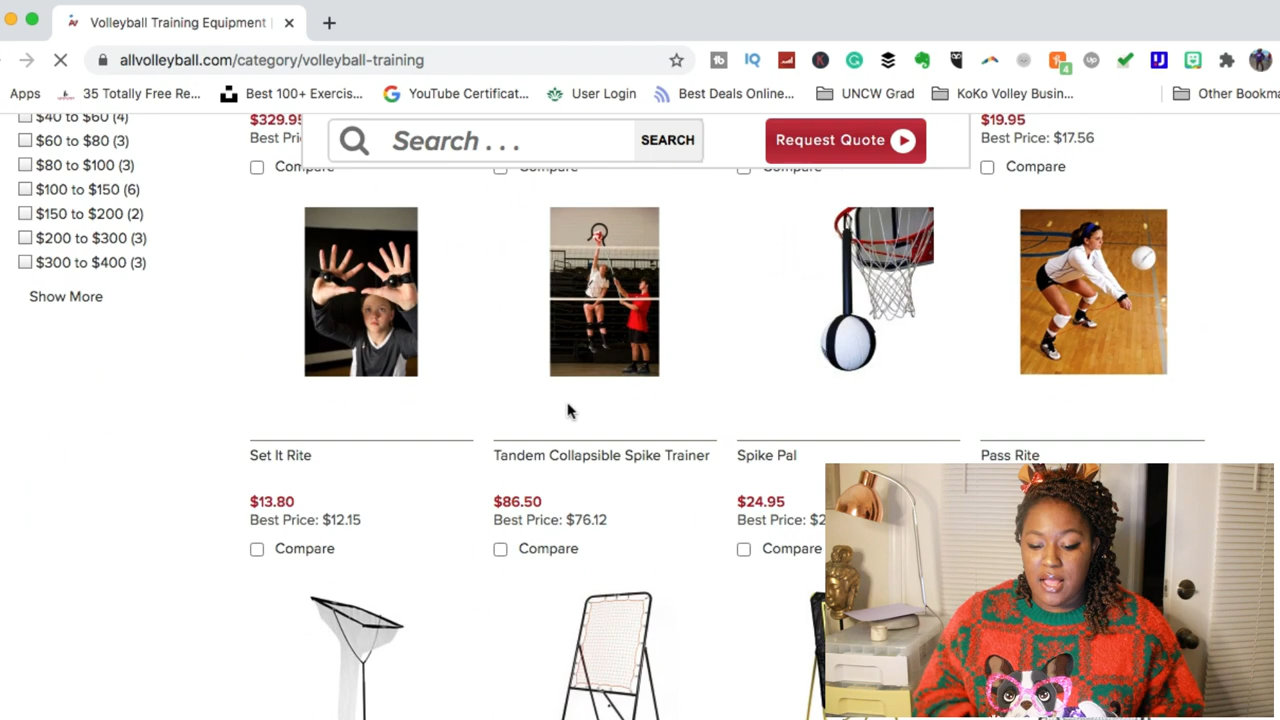 Volleyball Training Equipment
allvolleyball.com/category/volleyball-training
Apps
35 Totally Free Re...
Best 100+ Exercis...
YouTube Certificat...
User Login
Best Deals Online...
UNCW Grad
KoKo Volley Busin...
Other Bookma
$40 to $60 (4)
$60 to $80 (3)
$80 to $100 (3)
$100 to $150 (6)
$150 to $200 (2)
$200 to $300 (3)
$300 to $400 (3)
Show More
$329.95
Best Pri
Search . . .
SEARCH
Request Quote
$19.95
Best Price: $17.56
Compare
Compare
Compare
Compare
Set It Rite
$13.80
Best Price: $12.15
Compare
Tandem Collapsible Spike Trainer
$86.50
Best Price: $76.12
Compare
Spike Pal
$24.95
Best Price: $2
Compare
Pass Rite